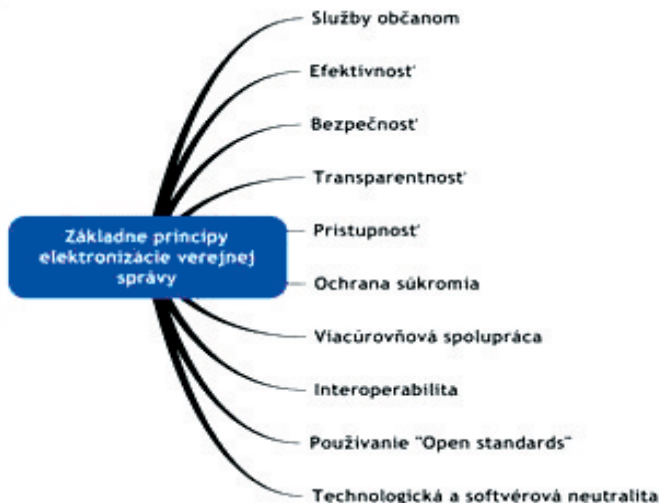 Služby občanom
Efektívnosť
Bezpečnosť
Transparentnosť
Základne princípy
elektronizácie verejnej
správy
Prístupnosť
Ochrana súkromia
Viacúrovňová spolupráca
Interoperabilita
Používanie "Open standards"
Technologická a softvérová neutralita